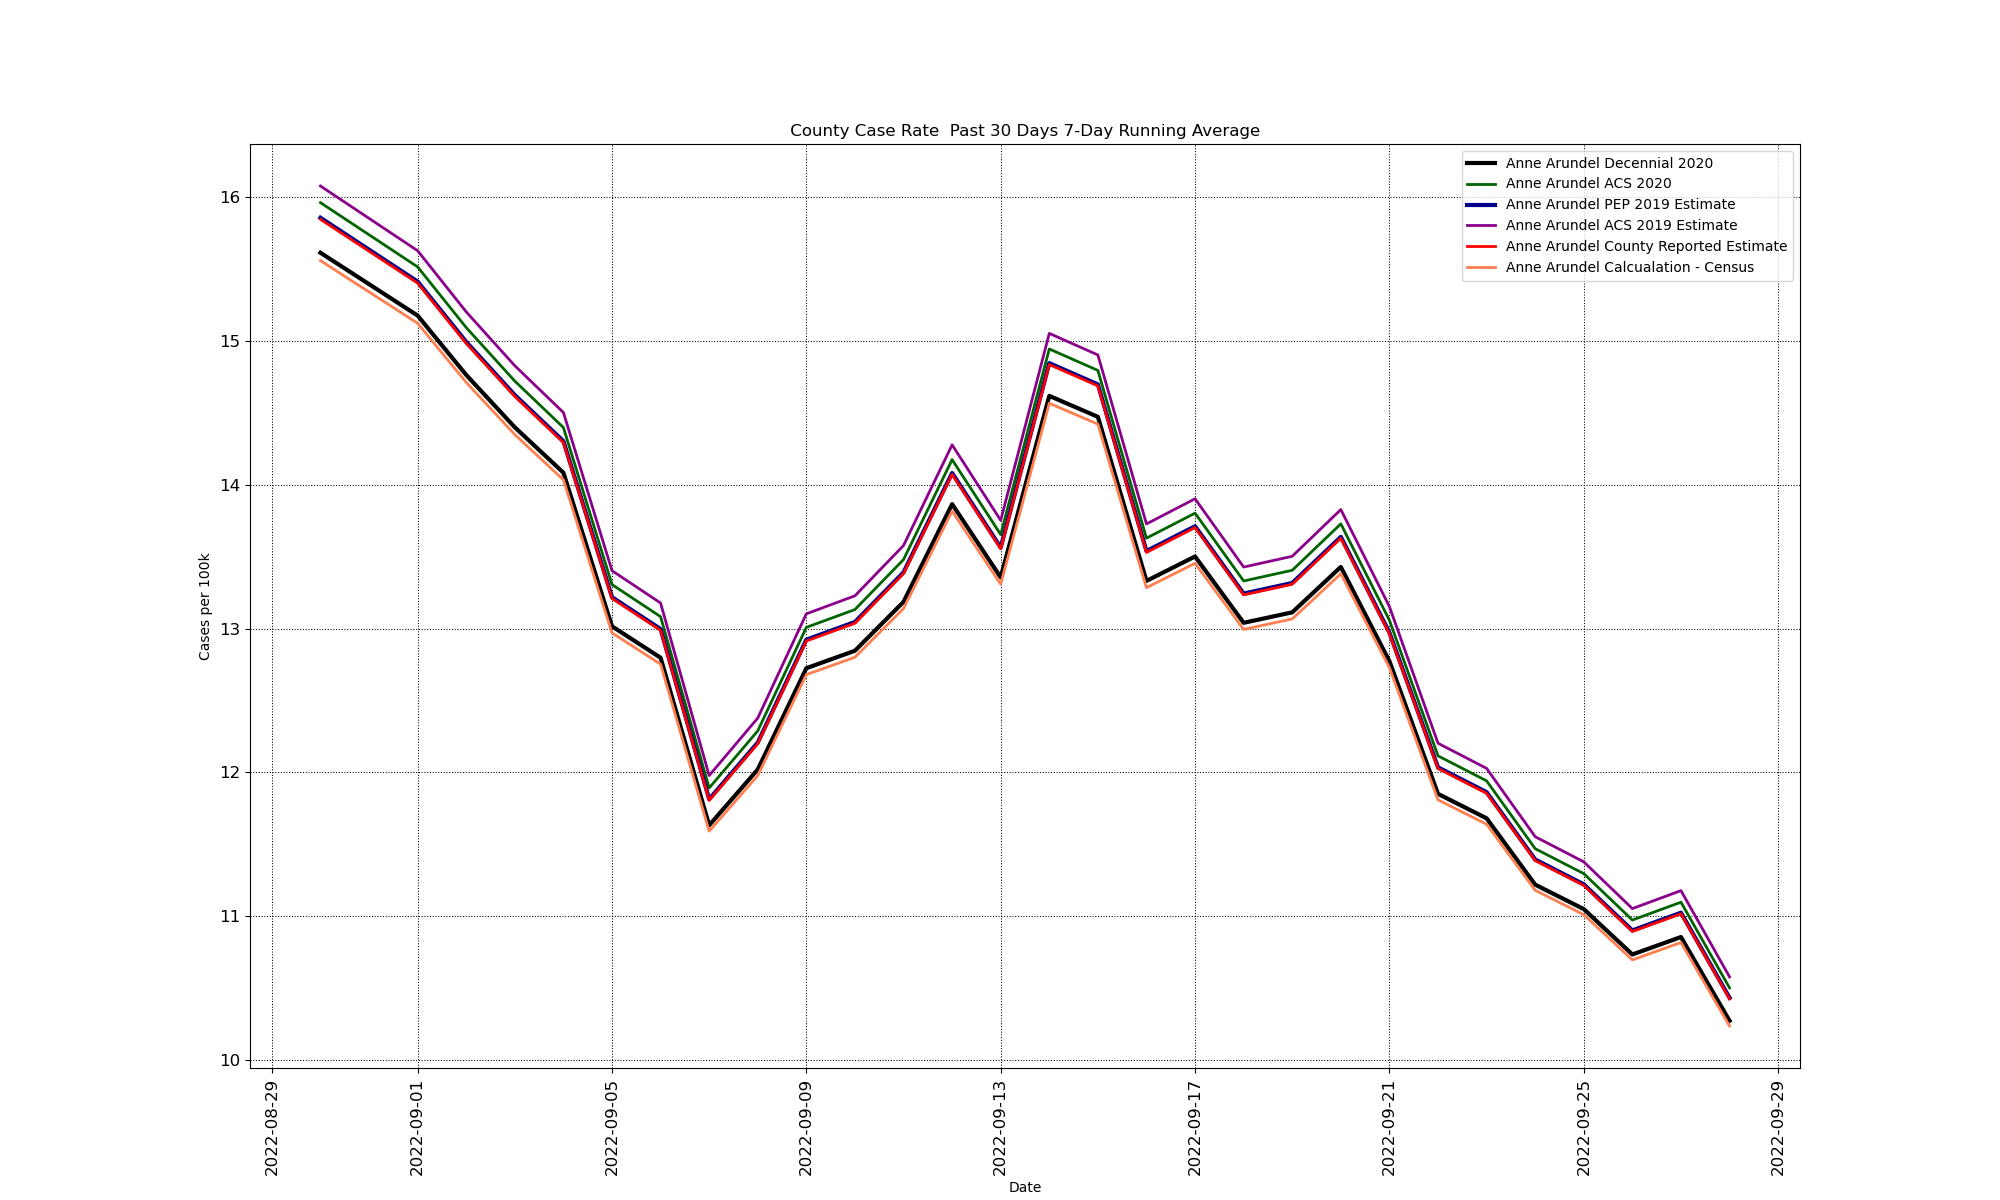 County Case Rate  Past 30 Days 7-Day Running Average
Anne Arundel Decennial 2020
Anne Arundel ACS 2020
Anne Arundel PEP 2019 Estimate
Anne Arundel ACS 2019 Estimate
Anne Arundel County Reported Estimate
Anne Arundel Calcualation - Census
Cases per 100k
16
15
14
13
12
11
10
2022-08-29
2022-09-01
2022-09-05
2022-09-09
2022-09-13
2022-09-17
2022-09-21
2022-09-25
2022-09-29
Date